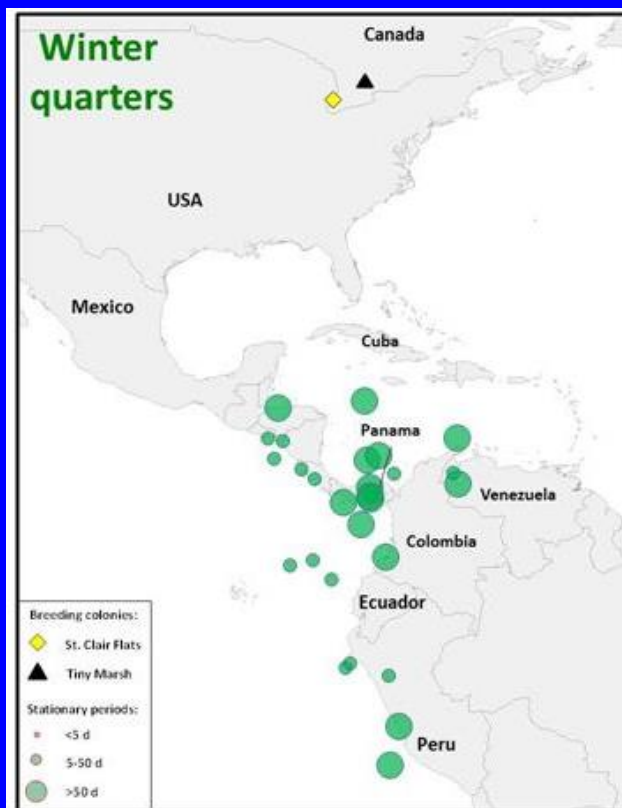 Winter
quarters
Canada
USA
Mexico
Cuba
Panama
Venezuela
Colombia
Ecuador
Peru
Breeding colonies:
St. Clair Flats
Tiny Marsh
Stationary periods:
<5 d
5-50 d
>50 d